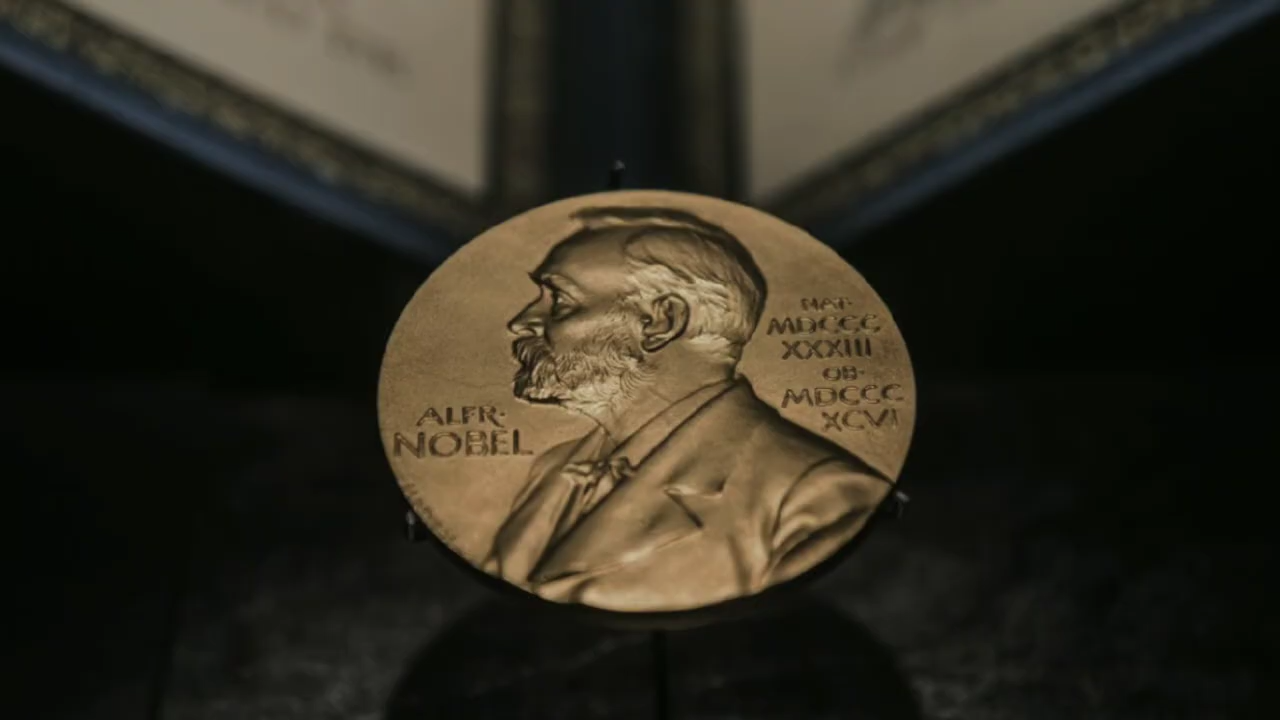 ALFR·
NOBEL
NAT·
MDCCC
XXXIII
OB·
MDCCC
XCVI